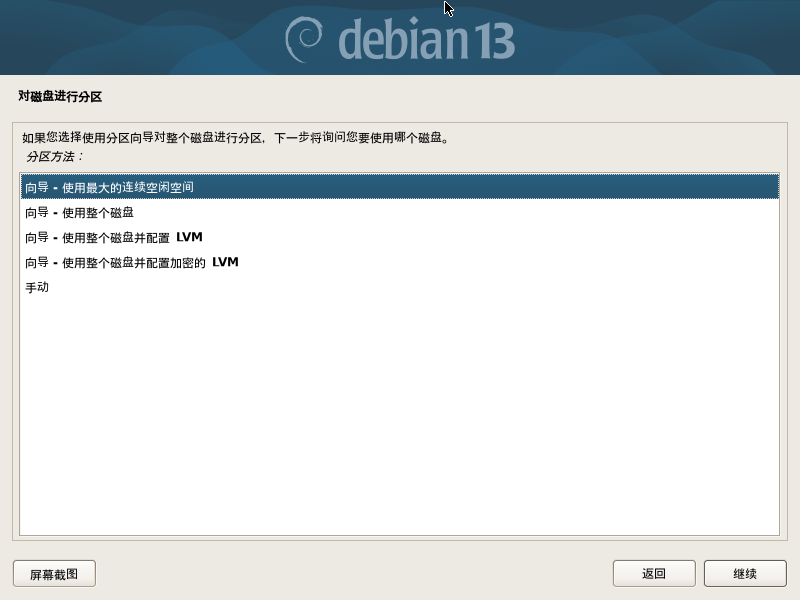 debian 13
对磁盘进行分区
如果您选择使用分区向导对整个磁盘进行分区，下一步将询问您要使用哪个磁盘。
分区方法：
向导 - 使用最大的连续空闲空间
向导 - 使用整个磁盘
向导 - 使用整个磁盘并配置 LVM
向导 - 使用整个磁盘并配置加密的 LVM
手动
屏幕截图
返回
继续